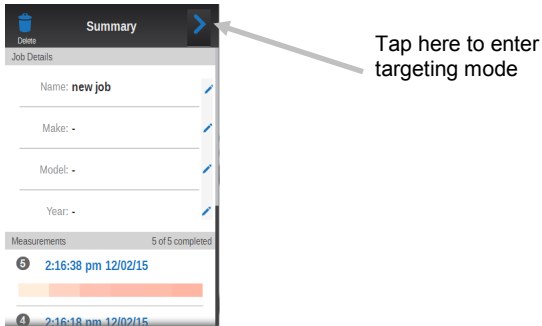 Summary
Delete
Job Details
Name: new job
Make: -
Model: -
Year: -
Measurements 5 of 5 completed
5 2:16:38 pm 12/02/15
4 2:16:18 pm 12/02/15
Tap here to enter
targeting mode